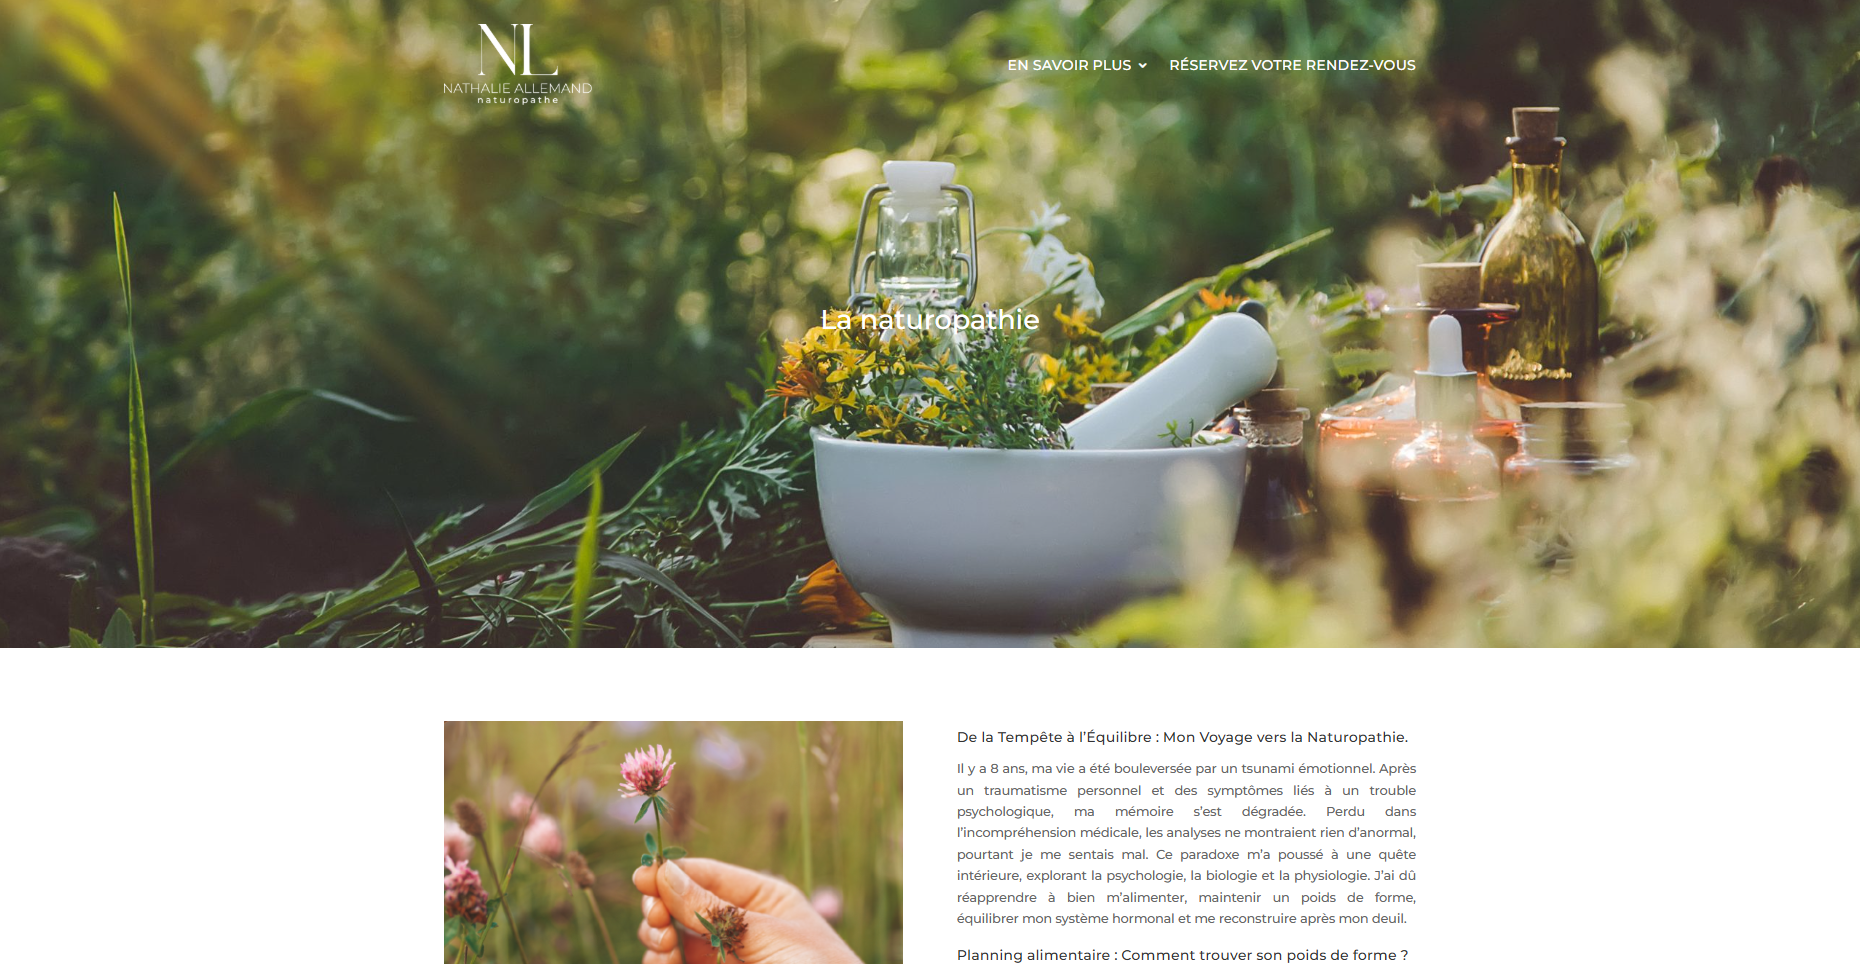 NL
NATHALIE ALLEMAND
naturopathe
EN SAVOIR PLUS
RÉSERVEZ VOTRE RENDEZ-VOUS
La naturopathie
De la Tempête à l’Équilibre : Mon Voyage vers la Naturopathie.
Il y a 8 ans, ma vie a été bouleversée par un tsunami émotionnel. Après
un traumatisme personnel et des symptômes liés à un trouble
psychologique, ma mémoire s’est dégradée. Perdu dans
l’incompréhension médicale, les analyses ne montraient rien d’anormal,
pourtant je me sentais mal. Ce paradoxe m’a poussé à une quête
intérieure, explorant la psychologie, la biologie et la physiologie. J’ai dû
réapprendre à bien m’alimenter, maintenir un poids de forme,
équilibrer mon système hormonal et me reconstruire après mon deuil.
Planning alimentaire : Comment trouver son poids de forme ?